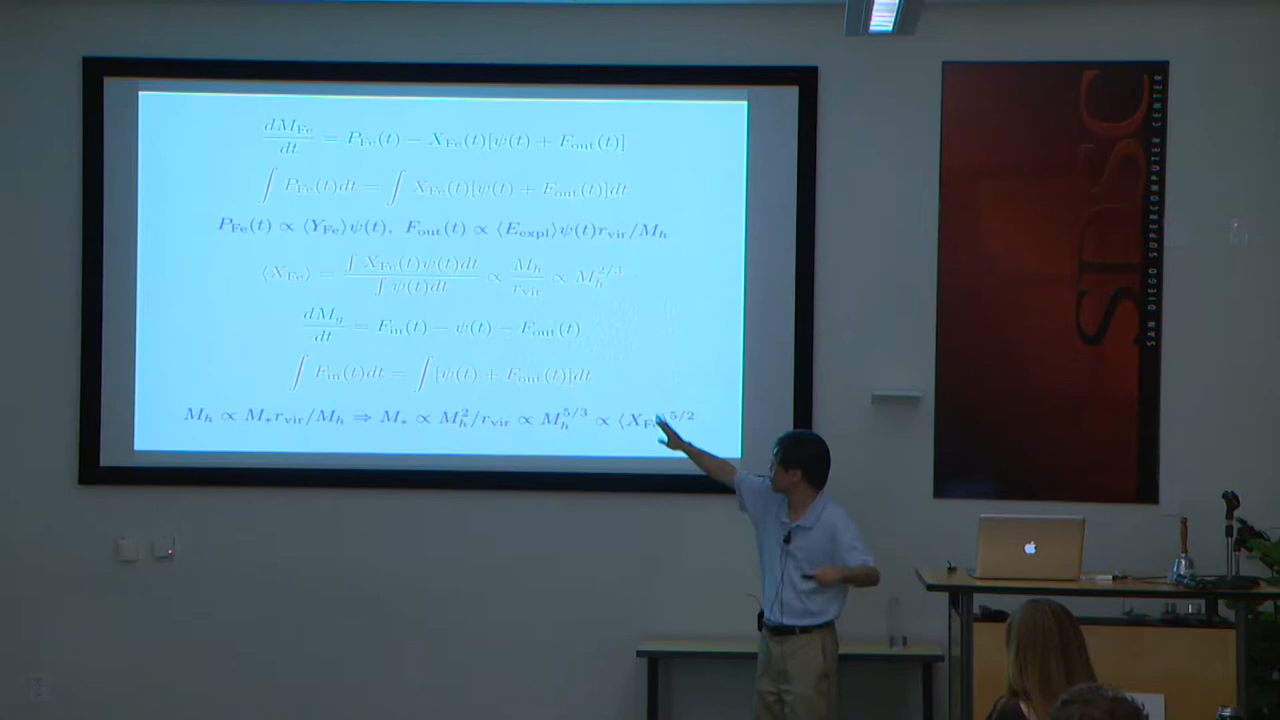 dM_Fe/dt = P_Fe(t) − X_Fe(t)[ψ(t) + F_out(t)]
∫ P_Fe(t)dt = ∫ X_Fe(t)[ψ(t) + F_out(t)]dt
P_Fe(t) ∝ ⟨Y_Fe⟩ψ(t), F_out(t) ∝ ⟨E_expl⟩ψ(t)r_vir/M_h
⟨X_Fe⟩ = ∫ X_Fe(t)ψ(t)dt / ∫ ψ(t)dt ∝ M_h/r_vir ∝ M_h^{2/3}
dM_g/dt = F_in(t) − ψ(t) − F_out(t)
∫ F_in(t)dt = ∫ [ψ(t) + F_out(t)]dt
M_h ∝ M_* r_vir/M_h ⇒ M_* ∝ M_h^2/r_vir ∝ M_h^{5/3} ∝ ⟨X_Fe⟩^{5/2}
SDSC
SAN DIEGO SUPERCOMPUTER CENTER